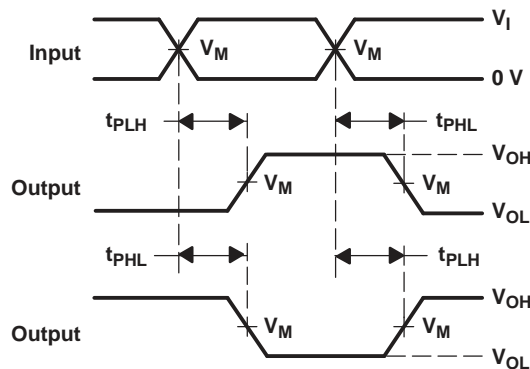 V_I
Input V_M V_M
0 V
t_PLH t_PHL
V_OH
Output V_M V_M
V_OL
t_PHL t_PLH
V_OH
Output V_M V_M
V_OL